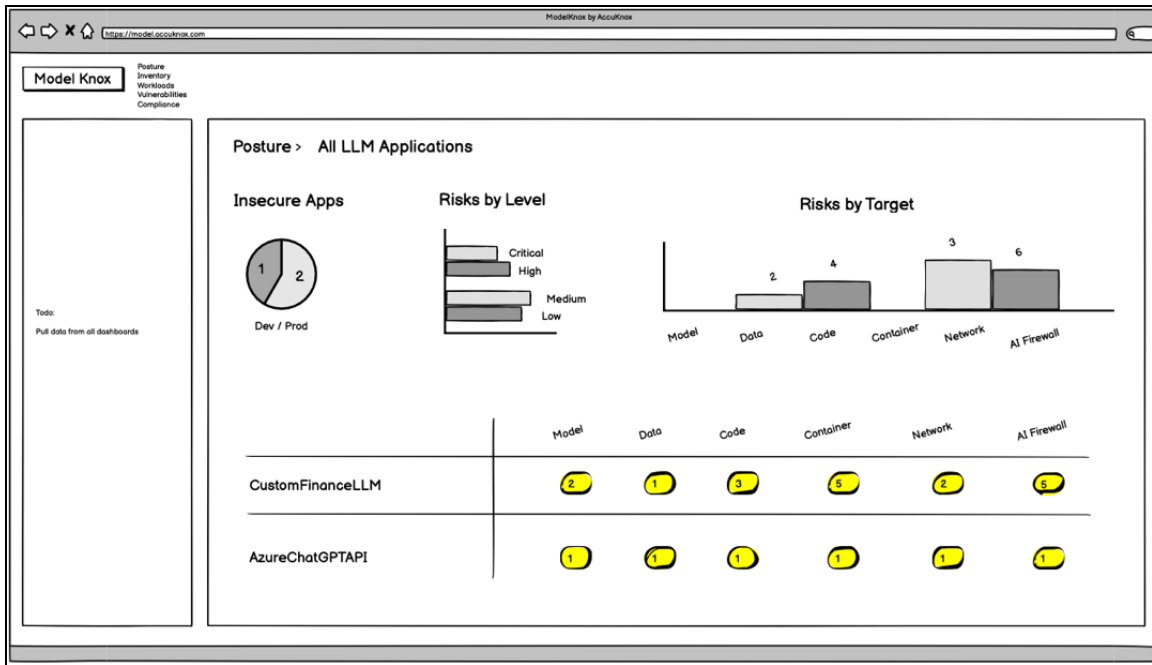 ModelKnox by AccuKnox
https://model.accuknox.com
Model Knox
Posture
Inventory
Workloads
Vulnerabilities
Compliance
Todo:
Pull data from all dashboards
Posture > All LLM Applications
Insecure Apps
1
2
Dev / Prod
Risks by Level
Critical
High
Medium
Low
Risks by Target
2 4 3 6
Model Data Code Container Network AI Firewall
Model Data Code Container Network AI Firewall
CustomFinanceLLM 2 1 3 5 2 5
AzureChatGPTAPI 1 1 1 1 1 1